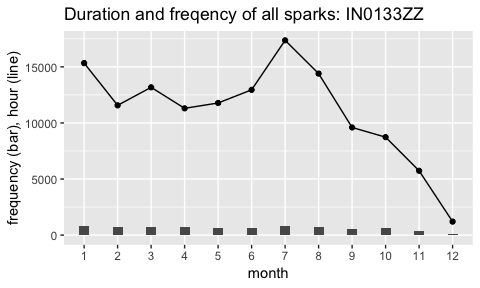 Duration and freqency of all sparks: IN0133ZZ
frequency (bar), hour (line)
15000
10000
5000
0
1 2 3 4 5 6 7 8 9 10 11 12
month